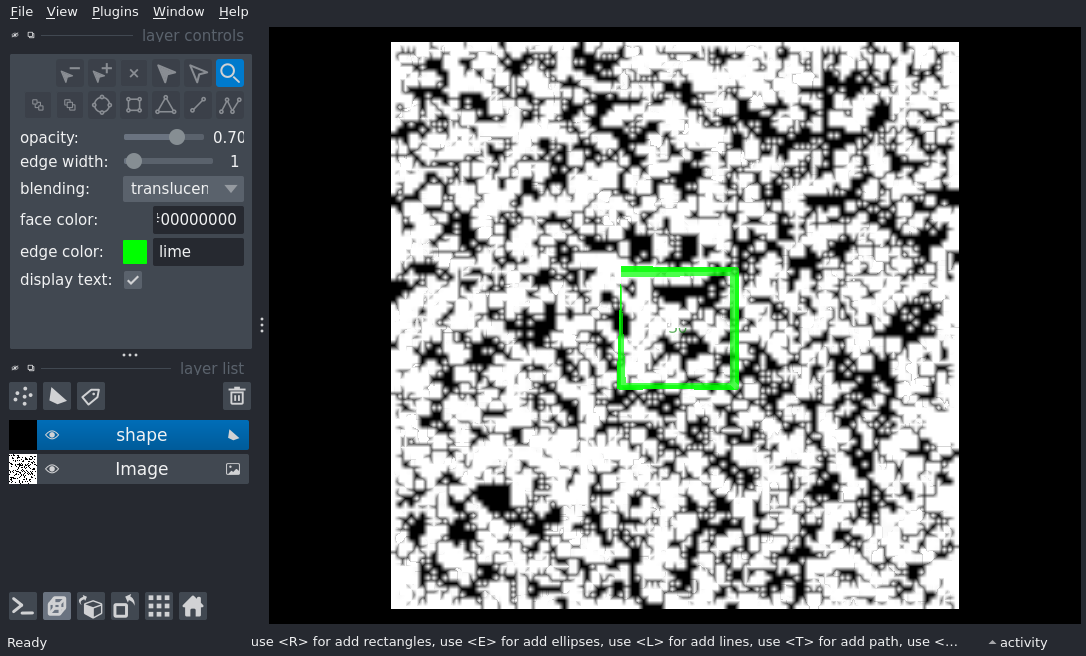 File View Plugins Window Help
layer controls
opacity: 0.70
edge width: 1
blending: translucen
face color: 00000000
edge color: lime
display text:
layer list
shape
Image
Ready use <R> for add rectangles, use <E> for add ellipses, use <L> for add lines, use <T> for add path, use <... activity